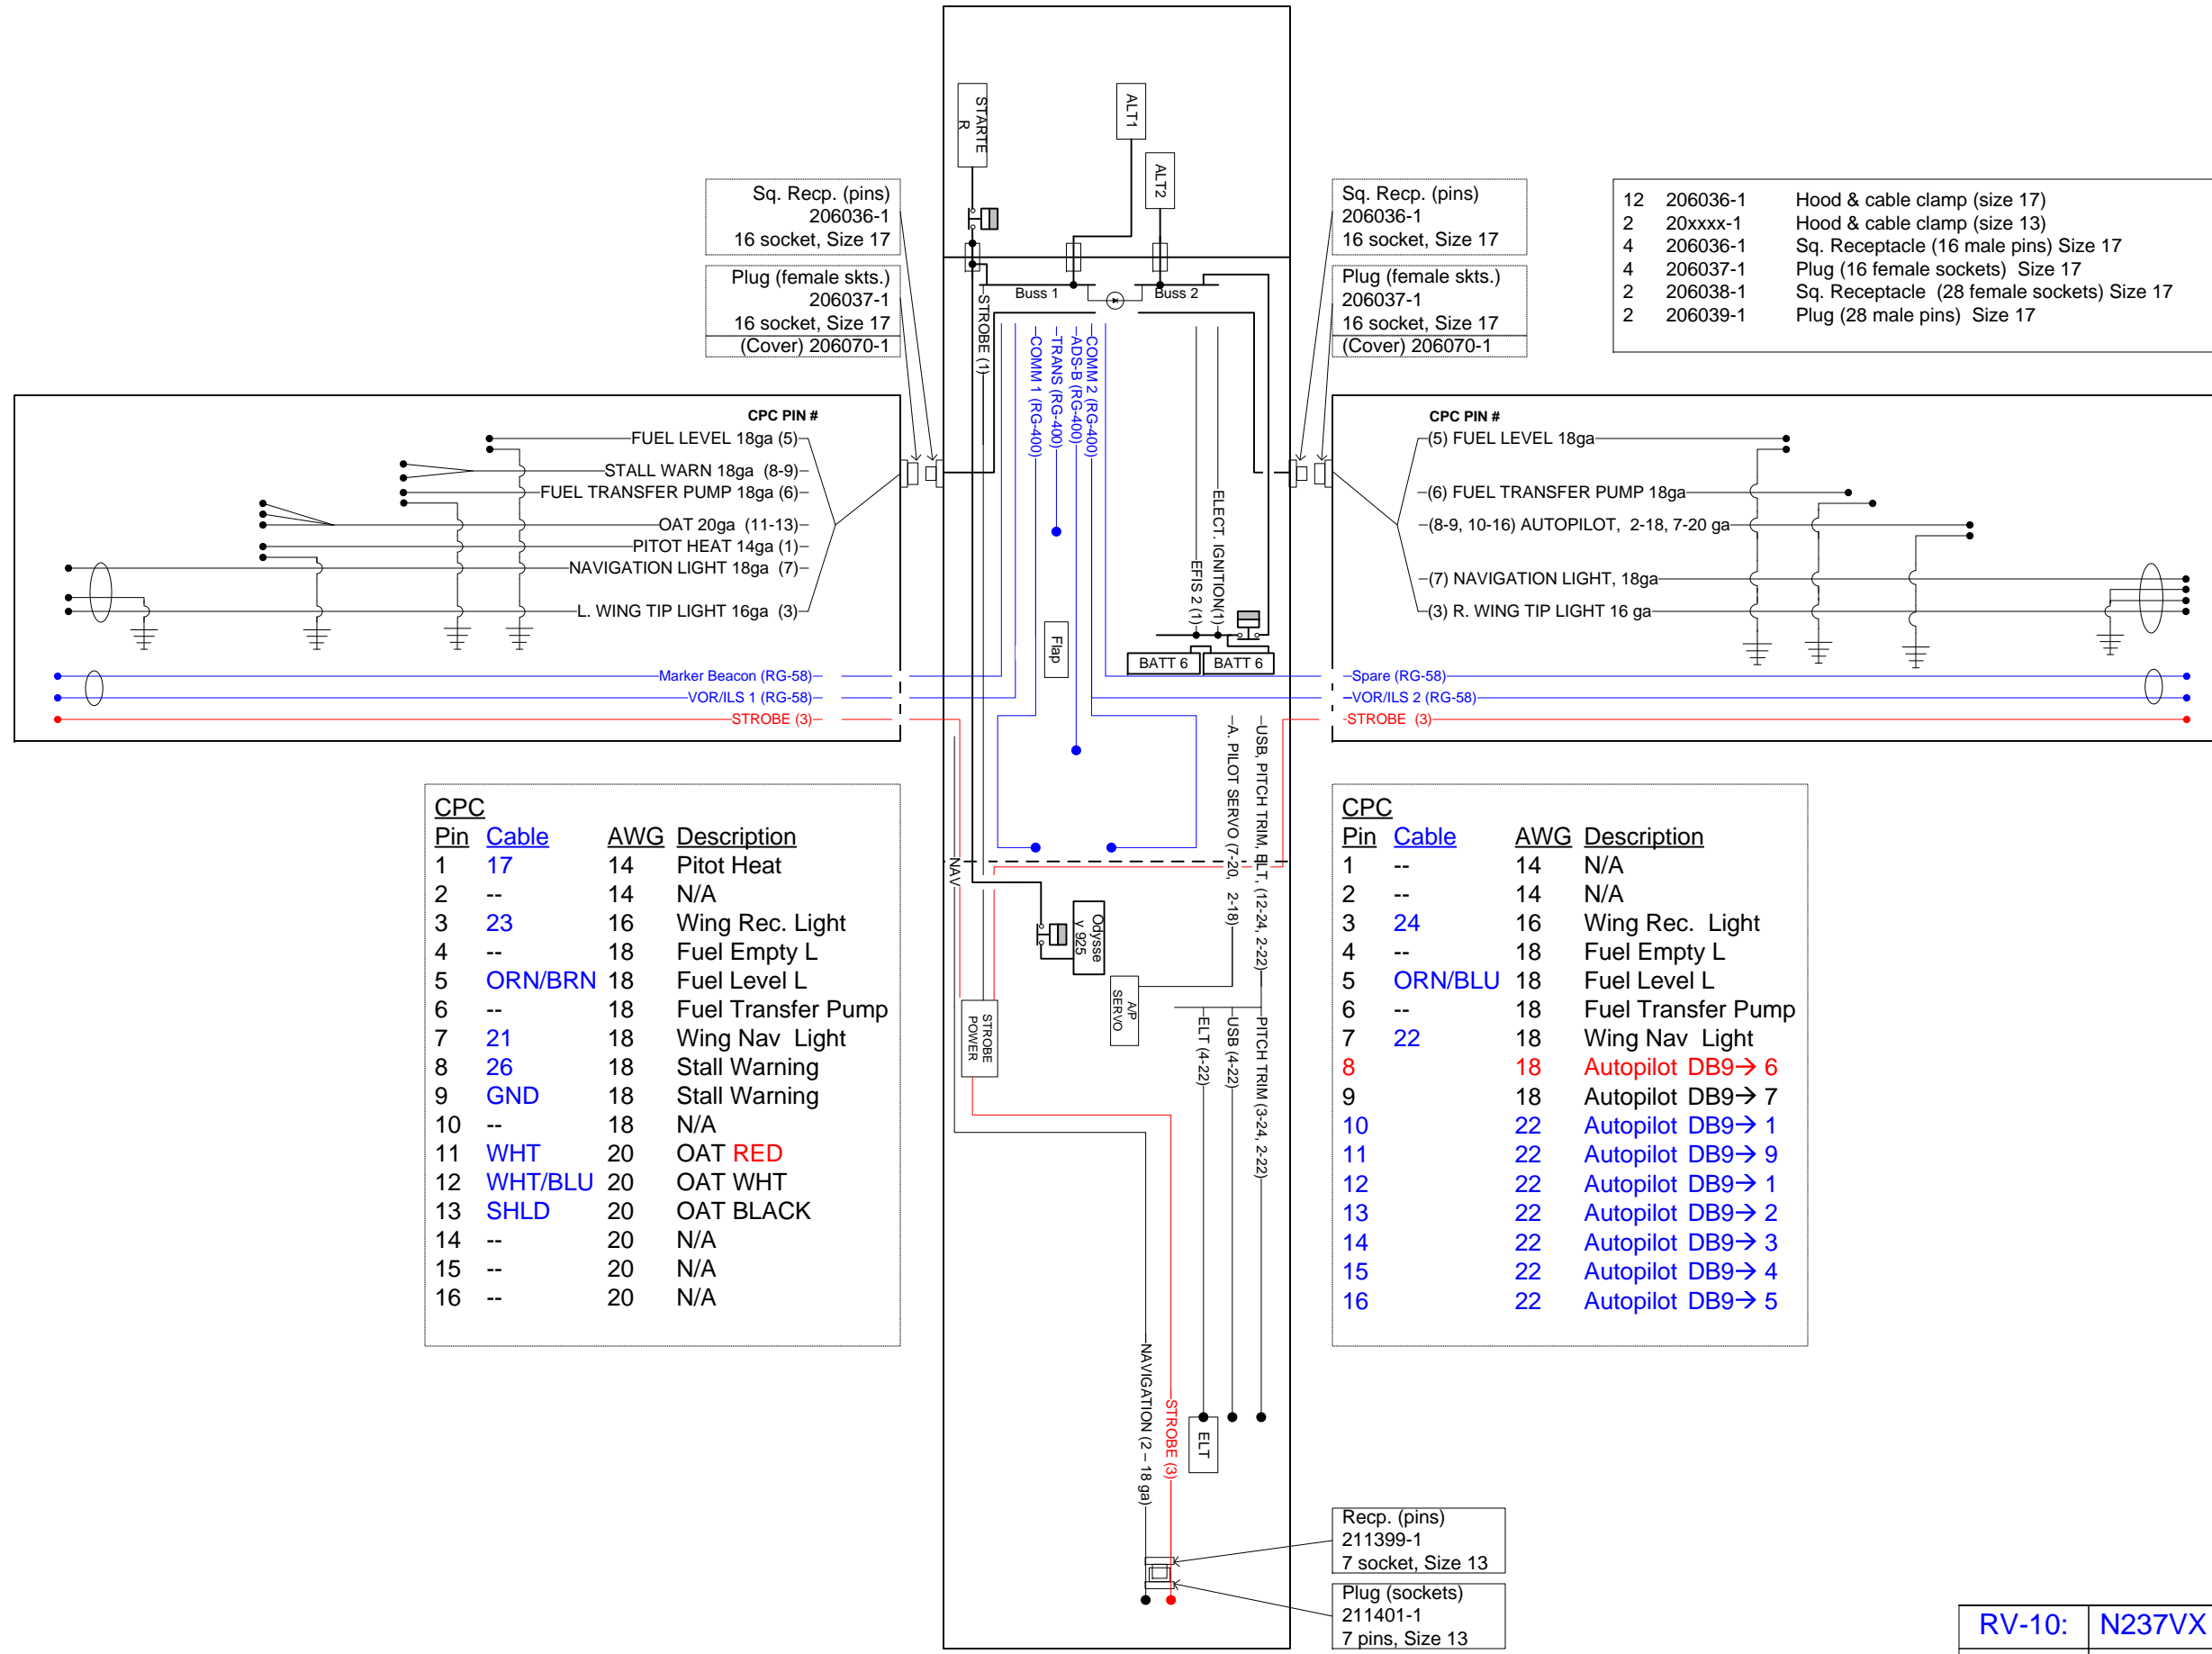 STARTE
R
ALT1
ALT2
Sq. Recp. (pins)
206036-1
16 socket, Size 17
Plug (female skts.)
206037-1
16 socket, Size 17
(Cover) 206070-1
Sq. Recp. (pins)
206036-1
16 socket, Size 17
Plug (female skts.)
206037-1
16 socket, Size 17
(Cover) 206070-1
12 206036-1 Hood & cable clamp (size 17)
2 20xxxx-1 Hood & cable clamp (size 13)
4 206036-1 Sq. Receptacle (16 male pins) Size 17
4 206037-1 Plug (16 female sockets) Size 17
2 206038-1 Sq. Receptacle (28 female sockets) Size 17
2 206039-1 Plug (28 male pins) Size 17
Buss 1
Buss 2
STROBE (1)
COMM 1 (RG-400)
TRANS (RG-400)
ADS-B (RG-400)
COMM 2 (RG-400)
EFIS 2 (1)
ELECT. IGNITION(1)
Flap
BATT 6
BATT 6
CPC PIN #
FUEL LEVEL 18ga (5)
STALL WARN 18ga (8-9)
FUEL TRANSFER PUMP 18ga (6)
OAT 20ga (11-13)
PITOT HEAT 14ga (1)
NAVIGATION LIGHT 18ga (7)
L. WING TIP LIGHT 16ga (3)
Marker Beacon (RG-58)
VOR/ILS 1 (RG-58)
STROBE (3)
CPC PIN #
(5) FUEL LEVEL 18ga
(6) FUEL TRANSFER PUMP 18ga
(8-9, 10-16) AUTOPILOT, 2-18, 7-20 ga
(7) NAVIGATION LIGHT, 18ga
(3) R. WING TIP LIGHT 16 ga
Spare (RG-58)
VOR/ILS 2 (RG-58)
STROBE (3)
A. PILOT SERVO (7-20, 2-18)
USB, PITCH TRIM, ELT, (12-24, 2-22)
NAV
Odysse
y 925
A/P
SERVO
STROBE
POWER
ELT (4-22)
USB (4-22)
PITCH TRIM (3-24, 2-22)
NAVIGATION (2 – 18 ga)
STROBE (3)
ELT
CPC
Pin Cable AWG Description
1 17 14 Pitot Heat
2 -- 14 N/A
3 23 16 Wing Rec. Light
4 -- 18 Fuel Empty L
5 ORN/BRN 18 Fuel Level L
6 -- 18 Fuel Transfer Pump
7 21 18 Wing Nav Light
8 26 18 Stall Warning
9 GND 18 Stall Warning
10 -- 18 N/A
11 WHT 20 OAT RED
12 WHT/BLU 20 OAT WHT
13 SHLD 20 OAT BLACK
14 -- 20 N/A
15 -- 20 N/A
16 -- 20 N/A
CPC
Pin Cable AWG Description
1 -- 14 N/A
2 -- 14 N/A
3 24 16 Wing Rec. Light
4 -- 18 Fuel Empty L
5 ORN/BLU 18 Fuel Level L
6 -- 18 Fuel Transfer Pump
7 22 18 Wing Nav Light
8 18 Autopilot DB9→ 6
9 18 Autopilot DB9→ 7
10 22 Autopilot DB9→ 1
11 22 Autopilot DB9→ 9
12 22 Autopilot DB9→ 1
13 22 Autopilot DB9→ 2
14 22 Autopilot DB9→ 3
15 22 Autopilot DB9→ 4
16 22 Autopilot DB9→ 5
Recp. (pins)
211399-1
7 socket, Size 13
Plug (sockets)
211401-1
7 pins, Size 13
RV-10: N237VX